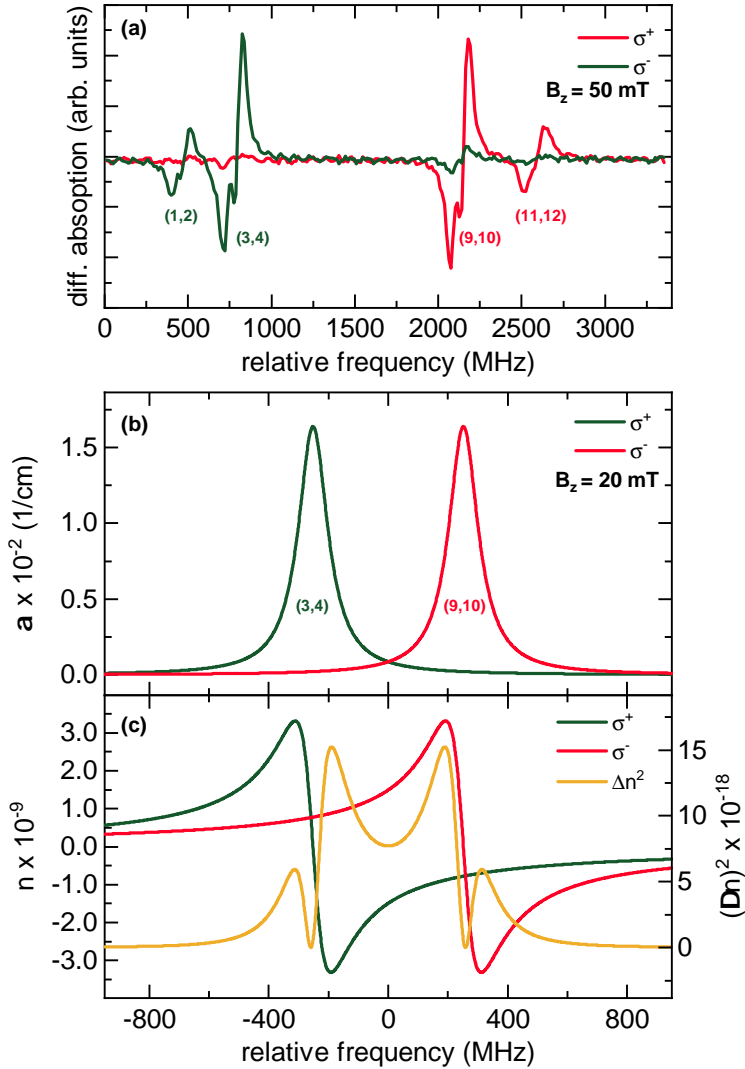 (a)
σ+
σ-
Bz = 50 mT
diff. absoption (arb. units)
(1,2)
(3,4)
(9,10)
(11,12)
0 500 1000 1500 2000 2500 3000
relative frequency (MHz)
(b)
σ+
σ-
Bz = 20 mT
a x 10-2 (1/cm)
1.5
1.0
0.5
0.0
(3,4)
(9,10)
(c)
σ+
σ-
Δn2
n x 10-9
3.0
2.0
1.0
0.0
-1.0
-2.0
-3.0
15
10
5
0
(Dn)2 x 10-18
-800 -400 0 400 800
relative frequency (MHz)